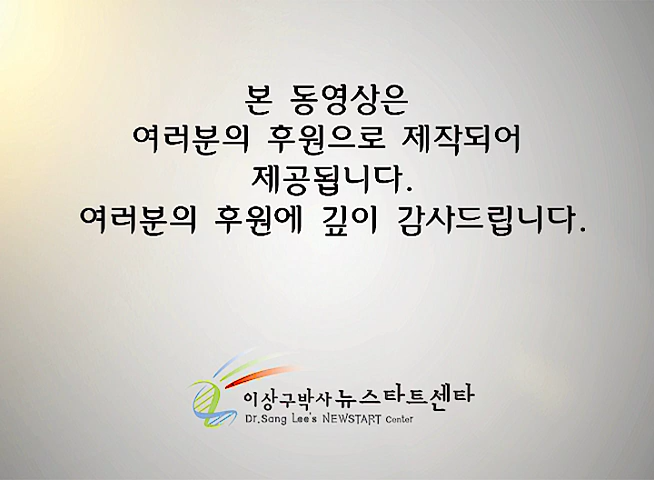 본 동영상은
여러분의 후원으로 제작되어
제공됩니다.
여러분의 후원에 깊이 감사드립니다.
이상구박사 뉴스타트센타
Dr.Sang Lee's NEWSTART Center